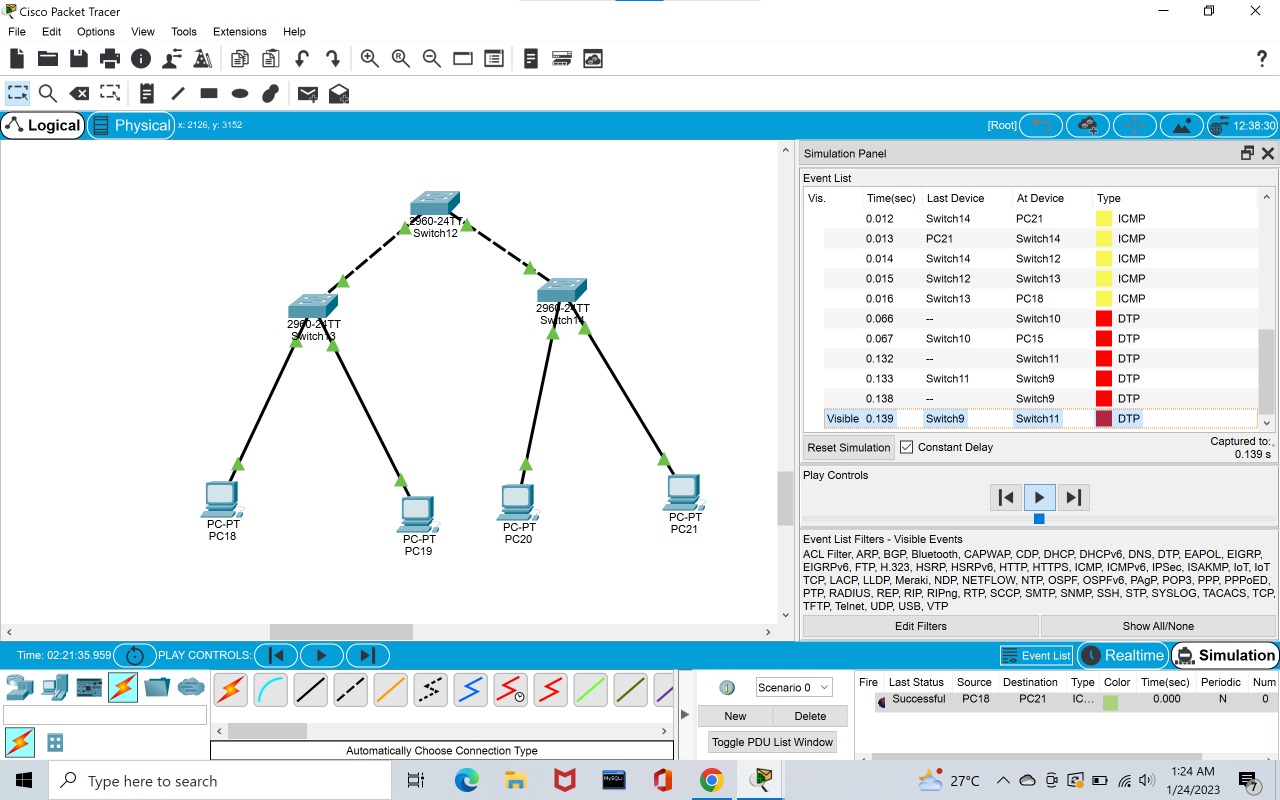 Cisco Packet Tracer
File Edit Options View Tools Extensions Help
?
Logical Physical x: 2126, y: 3152 [Root] 12:38:30
2960-24TT
Switch12
2960-24TT
Switch13
2960-24TT
Switch14
PC-PT
PC18
PC-PT
PC19
PC-PT
PC20
PC-PT
PC21
Simulation Panel
Event List
Vis. Time(sec) Last Device At Device Type
0.012 Switch14 PC21 ICMP
0.013 PC21 Switch14 ICMP
0.014 Switch14 Switch12 ICMP
0.015 Switch12 Switch13 ICMP
0.016 Switch13 PC18 ICMP
0.066 -- Switch10 DTP
0.067 Switch10 PC15 DTP
0.132 -- Switch11 DTP
0.133 Switch11 Switch9 DTP
0.138 -- Switch9 DTP
Visible 0.139 Switch9 Switch11 DTP
Reset Simulation Constant Delay Captured to:
0.139 s
Play Controls
Event List Filters - Visible Events
ACL Filter, ARP, BGP, Bluetooth, CAPWAP, CDP, DHCP, DHCPv6, DNS, DTP, EAPOL, EIGRP,
EIGRPv6, FTP, H.323, HSRP, HSRPv6, HTTP, HTTPS, ICMP, ICMPv6, IPSec, ISAKMP, IoT, IoT
TCP, LACP, LLDP, Meraki, NDP, NETFLOW, NTP, OSPF, OSPFv6, PAgP, POP3, PPP, PPPoED,
PTP, RADIUS, REP, RIP, RIPng, RTP, SCCP, SMTP, SNMP, SSH, STP, SYSLOG, TACACS, TCP,
TFTP, Telnet, UDP, USB, VTP
Edit Filters Show All/None
Time: 02:21:35.959 PLAY CONTROLS: Event List Realtime Simulation
Scenario 0
New Delete
Toggle PDU List Window
Fire Last Status Source Destination Type Color Time(sec) Periodic Num
Successful PC18 PC21 IC... 0.000 N 0
Automatically Choose Connection Type
Type here to search
MySQL
27°C
1:24 AM
1/24/2023
7